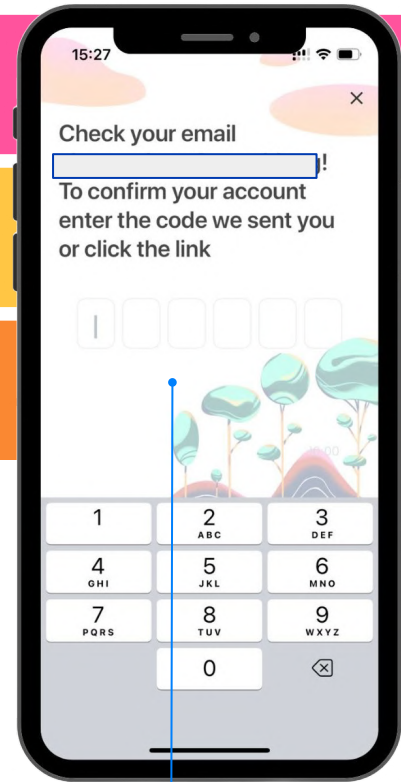 15:27
Check your email
!
To confirm your account
enter the code we sent you
or click the link
1
2
ABC
3
DEF
4
GHI
5
JKL
6
MNO
7
PQRS
8
TUV
9
WXYZ
0